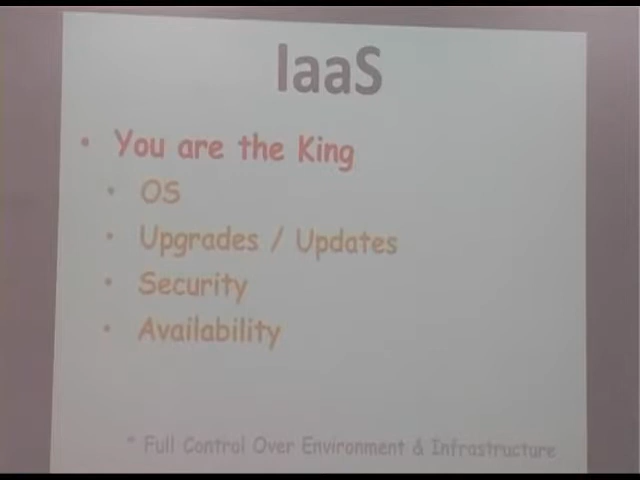 IaaS
• You are the King
• OS
• Upgrades / Updates
• Security
• Availability
* Full Control Over Environment & Infrastructure